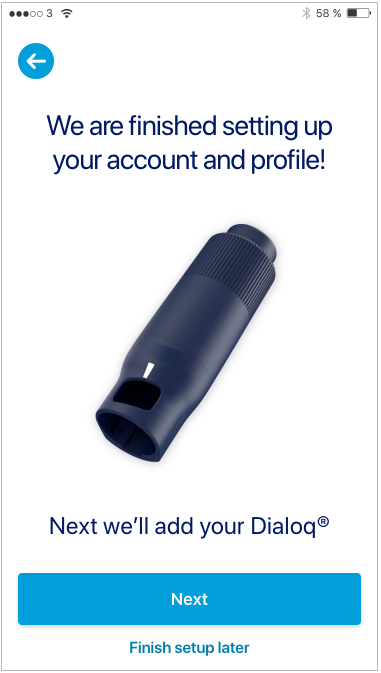 3 58 %
We are finished setting up
your account and profile!
Next we'll add your Dialoq®
Next
Finish setup later